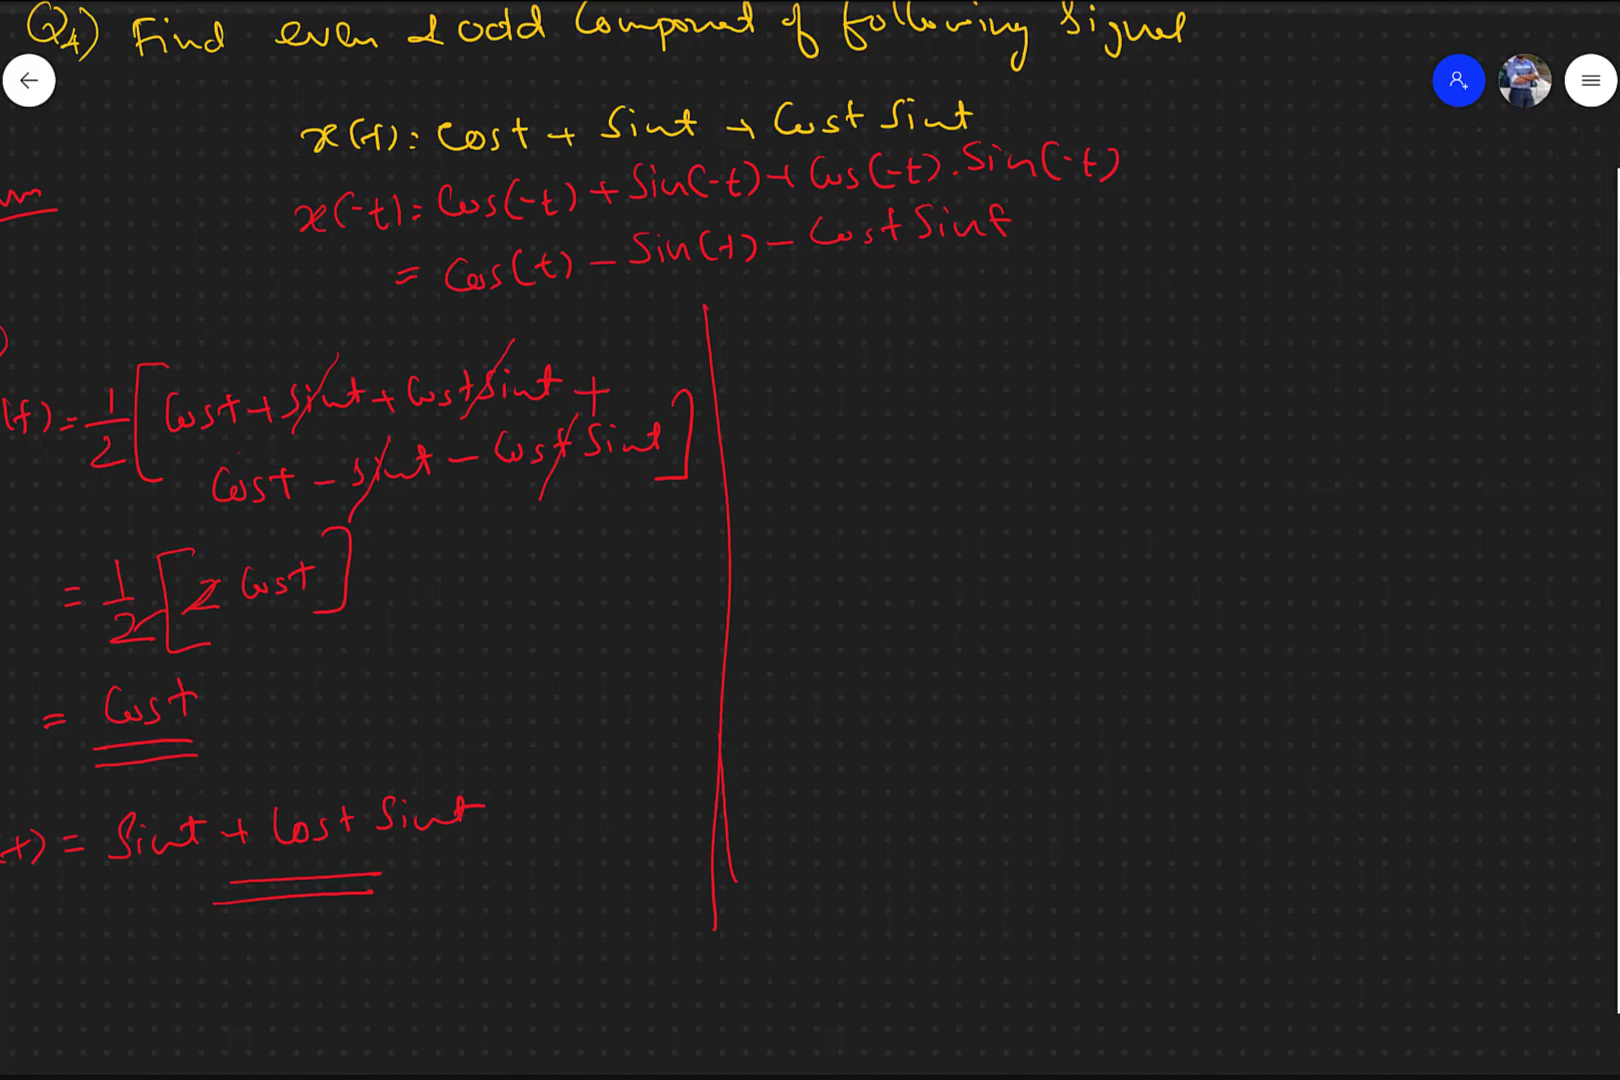 Q4) Find even & odd Component of following Signal
x(t): Cost + Sint + Cost Sint
x(-t): Cos(-t) + Sin(-t) + Cos(-t) . Sin(-t)
= Cos(t) - Sin(t) - Cost Sint
(t) = 1/2 [ Cost + Sint + Cost Sint +
Cost - Sint - Cost Sint ]
= 1/2 [ 2 Cost ]
= Cost
(t) = Sint + Cost Sint